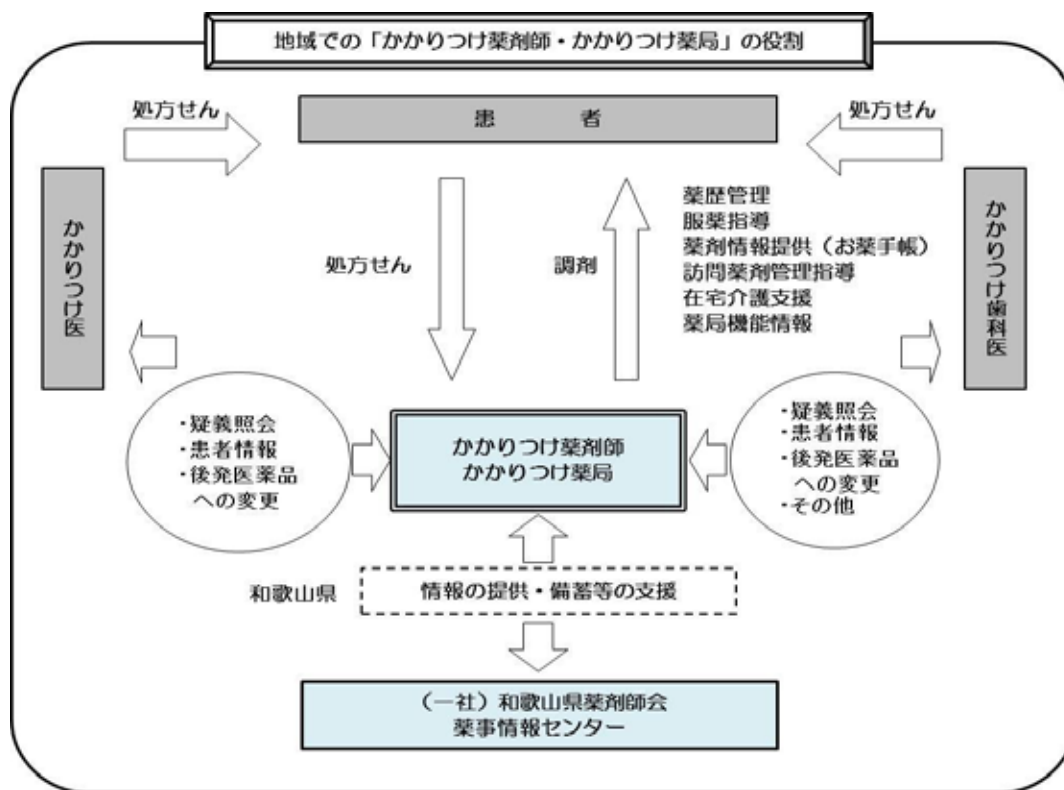 地域での「かかりつけ薬剤師・かかりつけ薬局」の役割
処方せん
処方せん
患者
かかりつけ医
かかりつけ歯科医
処方せん
調剤
薬歴管理
服薬指導
薬剤情報提供（お薬手帳）
訪問薬剤管理指導
在宅介護支援
薬局機能情報
・疑義照会
・患者情報
・後発医薬品
への変更
かかりつけ薬剤師
かかりつけ薬局
・疑義照会
・患者情報
・後発医薬品
への変更
・その他
和歌山県
情報の提供・備蓄等の支援
（一社）和歌山県薬剤師会
薬事情報センター